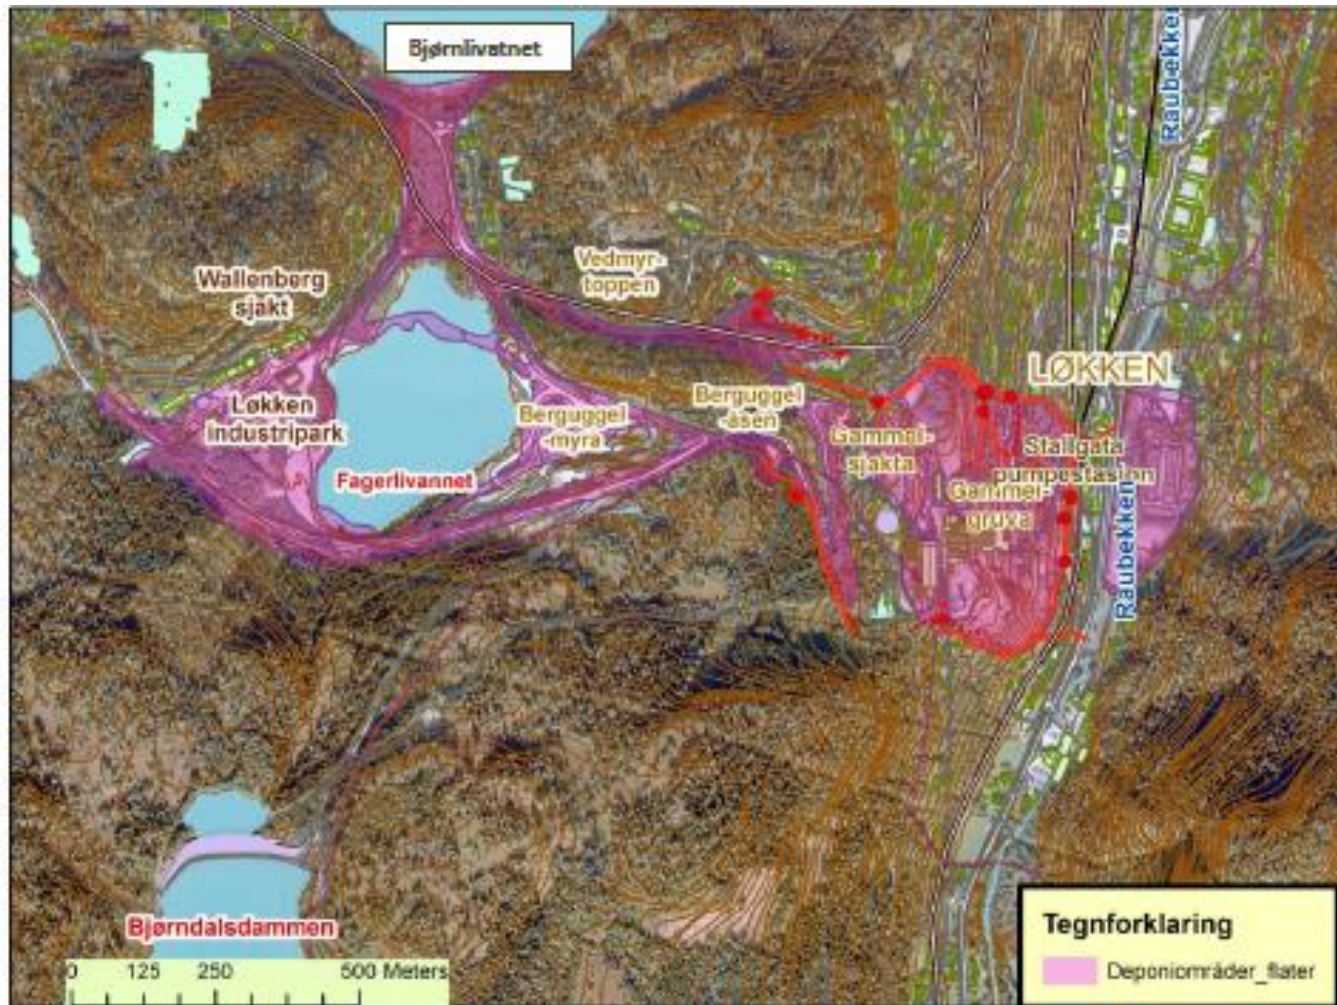 Bjørnlivatnet
Raubekken
Vedmyr-
toppen
Wallenberg
sjakt
LØKKEN
Løkken
industripark
Berguggel
-myra
Berguggel
-åsen
Gammel-
sjakta
Stallgata
pumpestasjon
Fagerlivannet
Gammel-
gruva
Raubekken
Bjørndalsdammen
0 125 250 500 Meters
Tegnforklaring
Deponiområder_flater